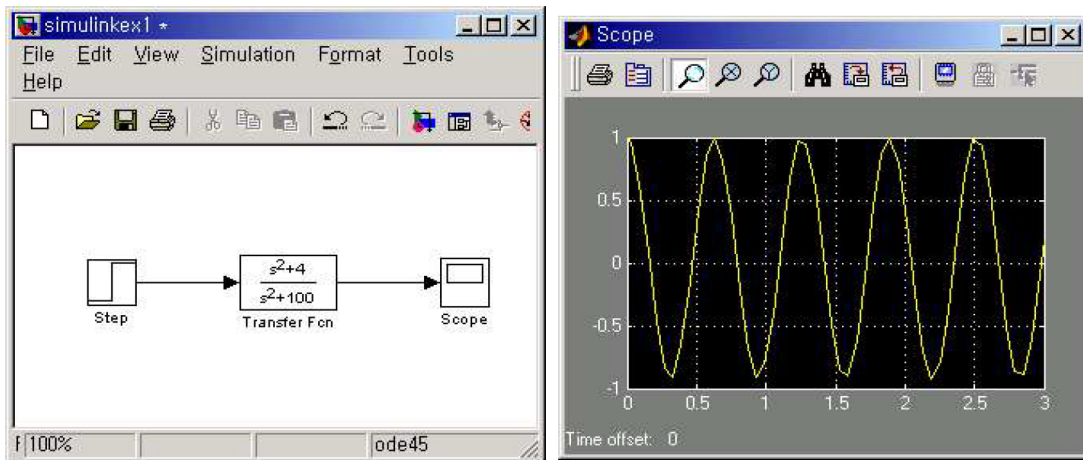 simulinkex1 *
File Edit View Simulation Format Tools
Help
s²+4
s²+100
Step
Transfer Fcn
Scope
100%
ode45
Scope
1
0.5
0
-0.5
-1
0 0.5 1 1.5 2 2.5 3
Time offset: 0